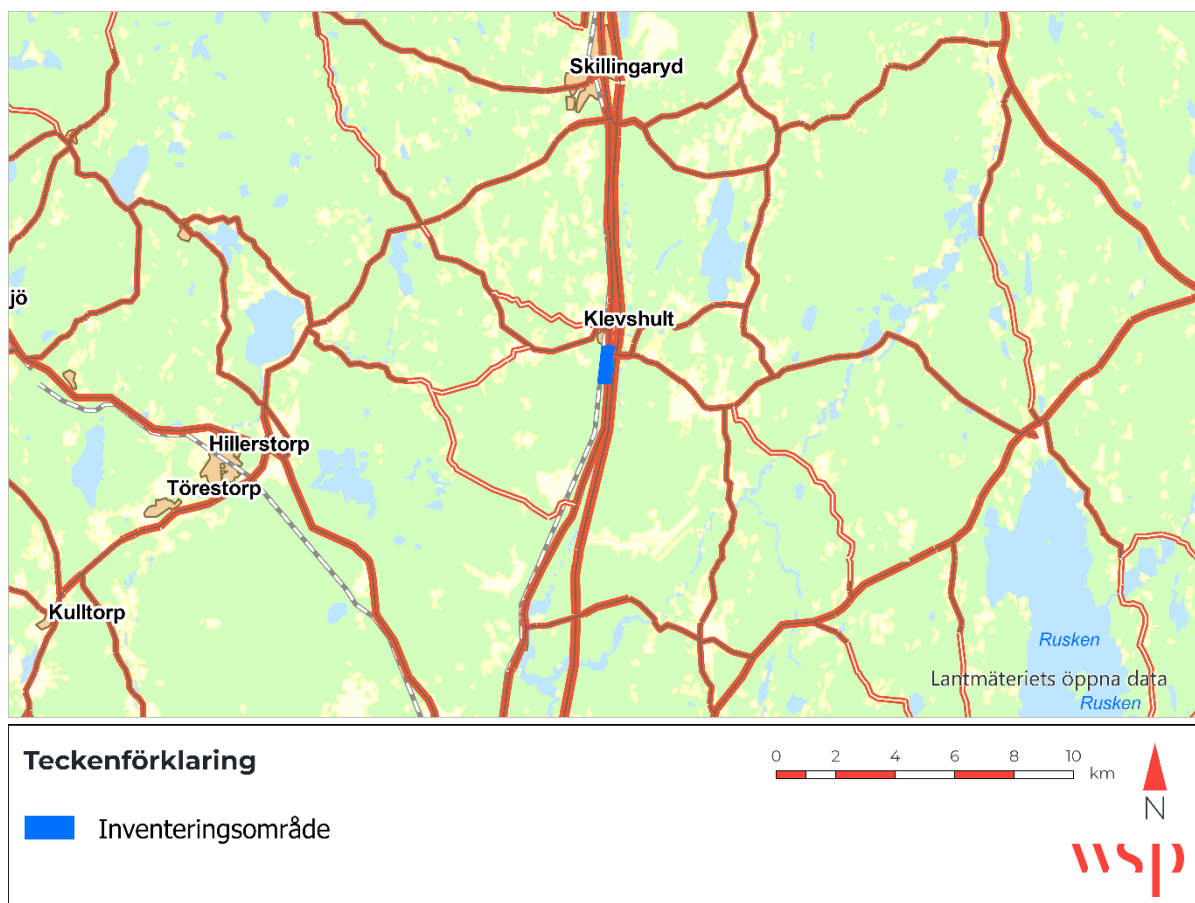 Skillingaryd
jö
Klevshult
Hillerstorp
Törestorp
Kulltorp
Rusken
Lantmäteriets öppna data
Rusken
Teckenförklaring
0 2 4 6 8 10
km
N
Inventeringsområde
wsp